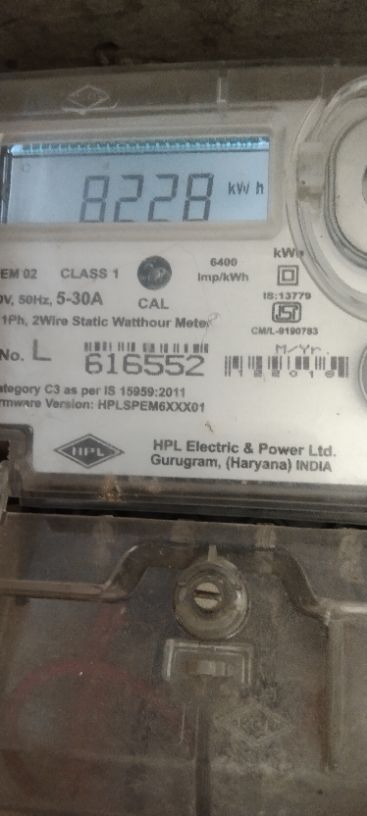 8228 kWh
EM 02 CLASS 1 6400 imp/kWh kWh
V, 50Hz, 5-30A CAL IS:13779
1Ph, 2Wire Static Watthour Meter CM/L-9190783
No. L 616552 M/Yr.
ategory C3 as per IS 15959:2011
rmware Version: HPLSPEM6XXX01
HPL HPL Electric & Power Ltd.
Gurugram, (Haryana) INDIA